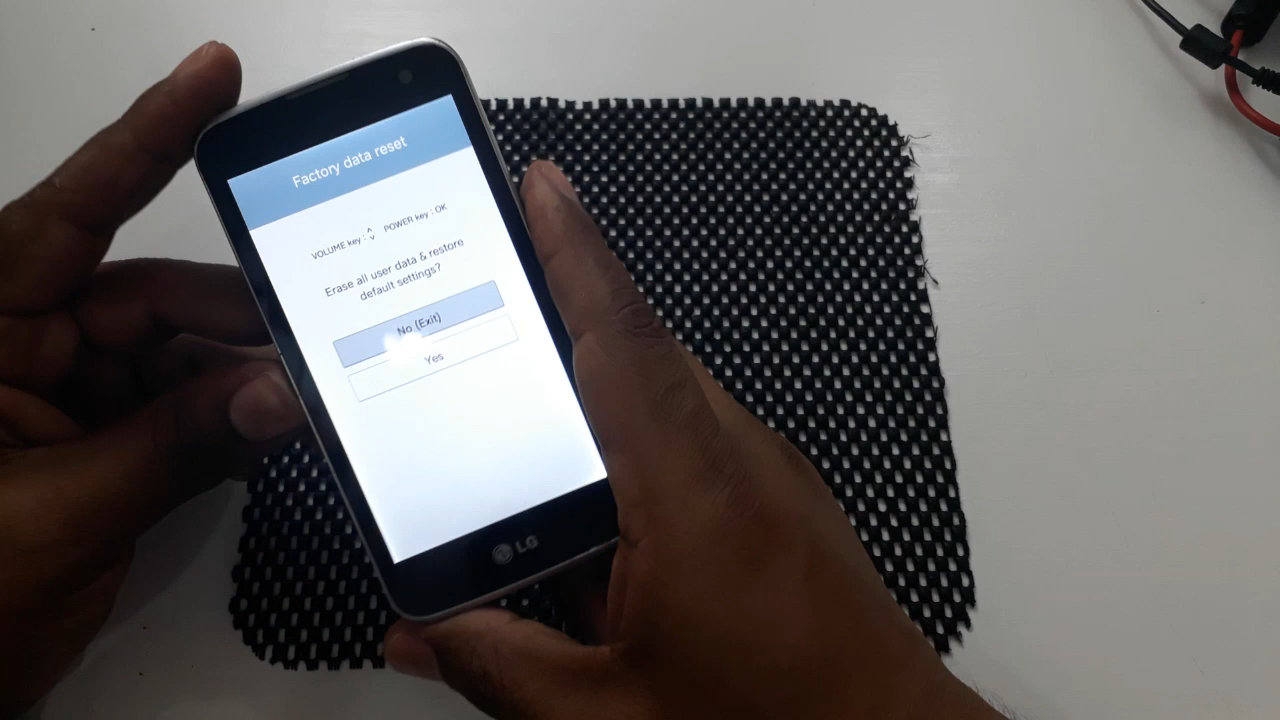 Factory data reset
VOLUME key : POWER key : OK
Erase all user data & restore
default settings?
No (Exit)
Yes
LG